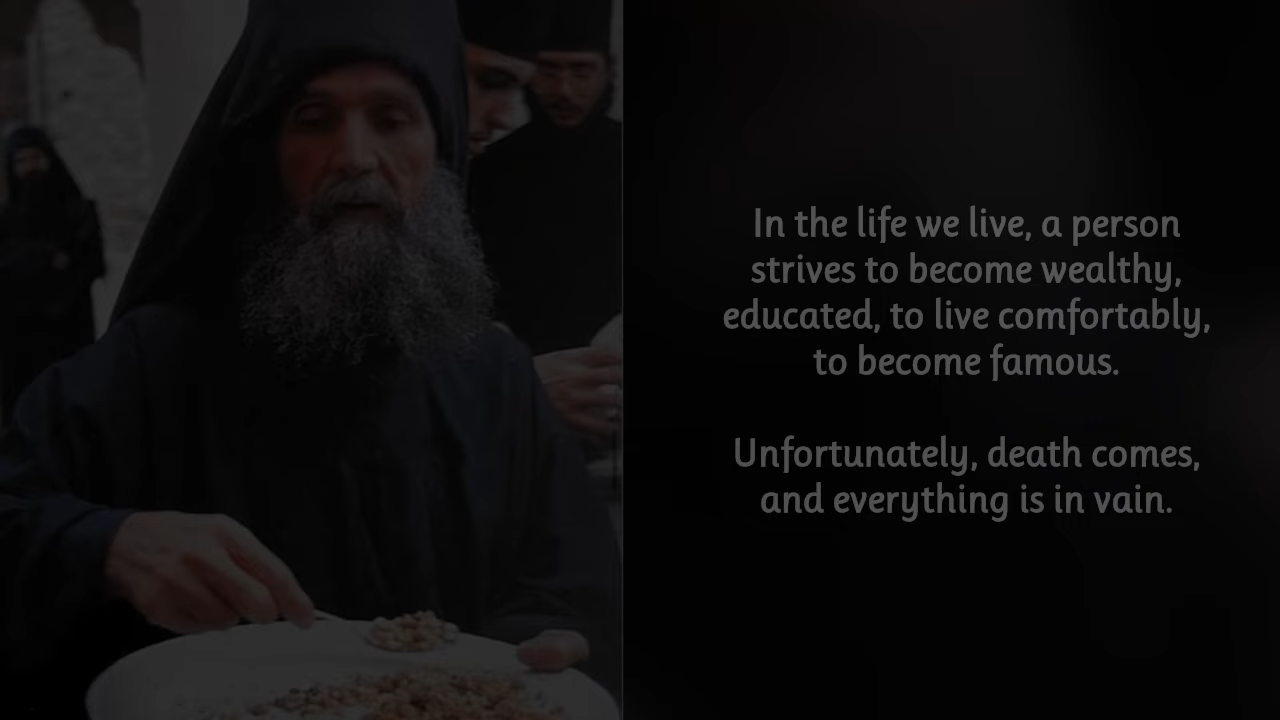 In the life we live, a person
strives to become wealthy,
educated, to live comfortably,
to become famous.
Unfortunately, death comes,
and everything is in vain.